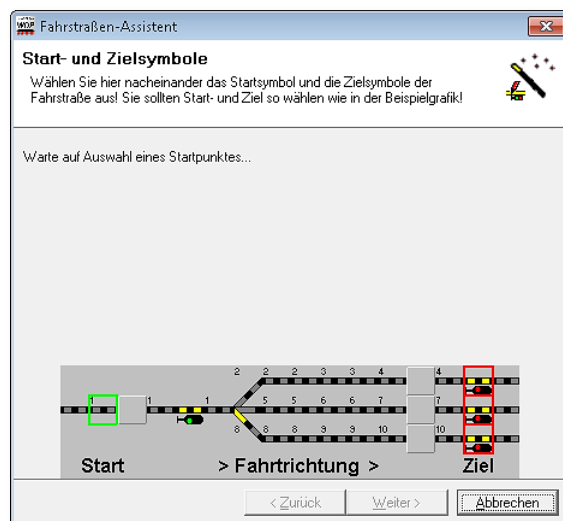 WDP Fahrstraßen-Assistent
Start- und Zielsymbole
Wählen Sie hier nacheinander das Startsymbol und die Zielsymbole der
Fahrstraße aus! Sie sollten Start- und Ziel so wählen wie in der Beispielgrafik!
Warte auf Auswahl eines Startpunktes...
2 2 2 3 3 4 4
1 1 1 5 5 6 6 7 7
8 8 8 9 9 10 10
Start > Fahrtrichtung > Ziel
< Zurück Weiter > Abbrechen